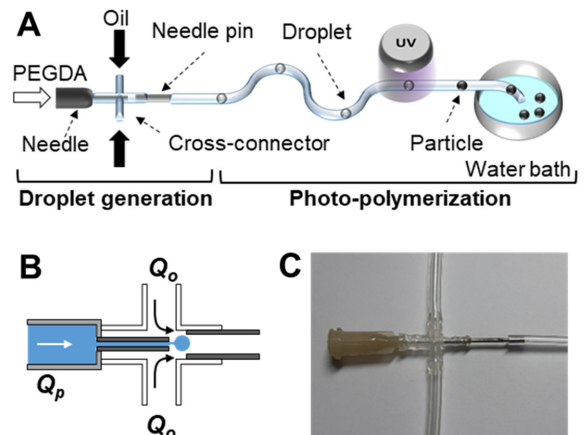 A
Oil
Needle pin
Droplet
UV
PEGDA
Needle
Cross-connector
Particle
Water bath
Droplet generation
Photo-polymerization
B
Qo
Qp
Qo
C